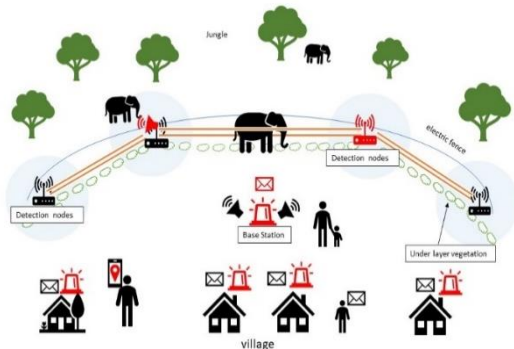 Jungle
electric fence
Detection nodes
Detection nodes
Base Station
Under layer vegetation
village